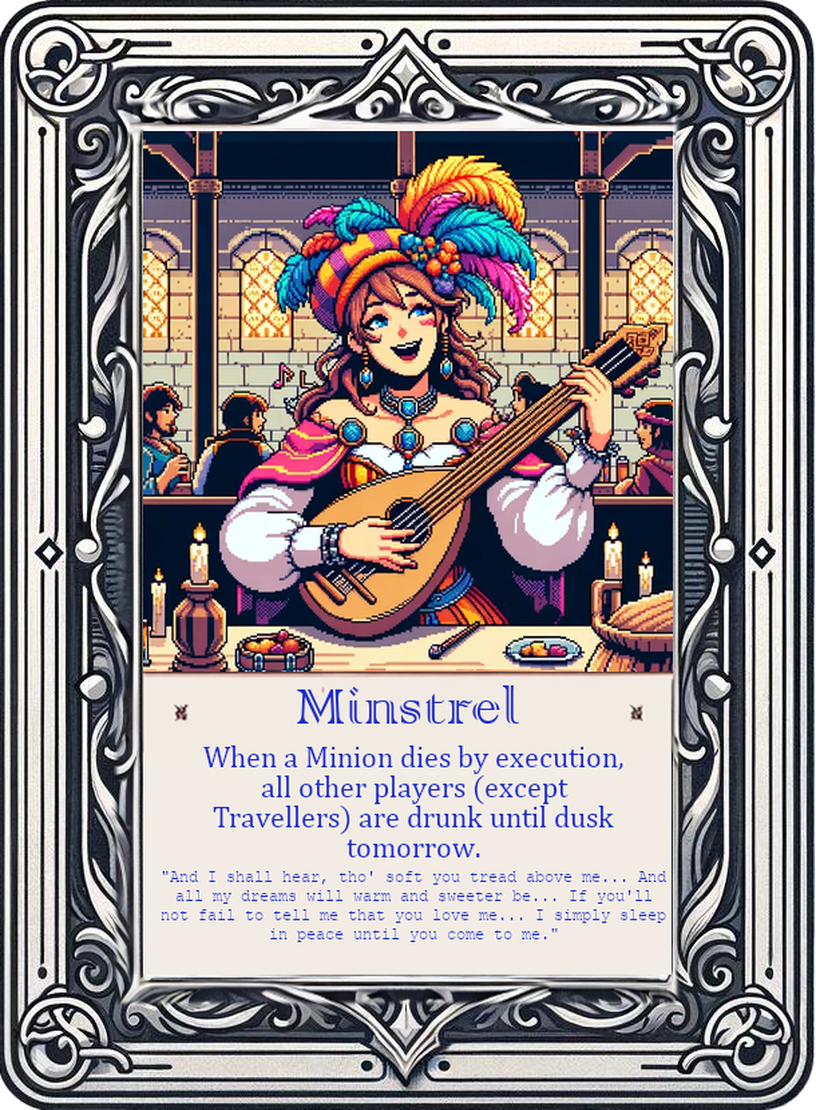 Minstrel
When a Minion dies by execution,
all other players (except
Travellers) are drunk until dusk
tomorrow.
"And I shall hear, tho' soft you tread above me... And
all my dreams will warm and sweeter be... If you'll
not fail to tell me that you love me... I simply sleep
in peace until you come to me."